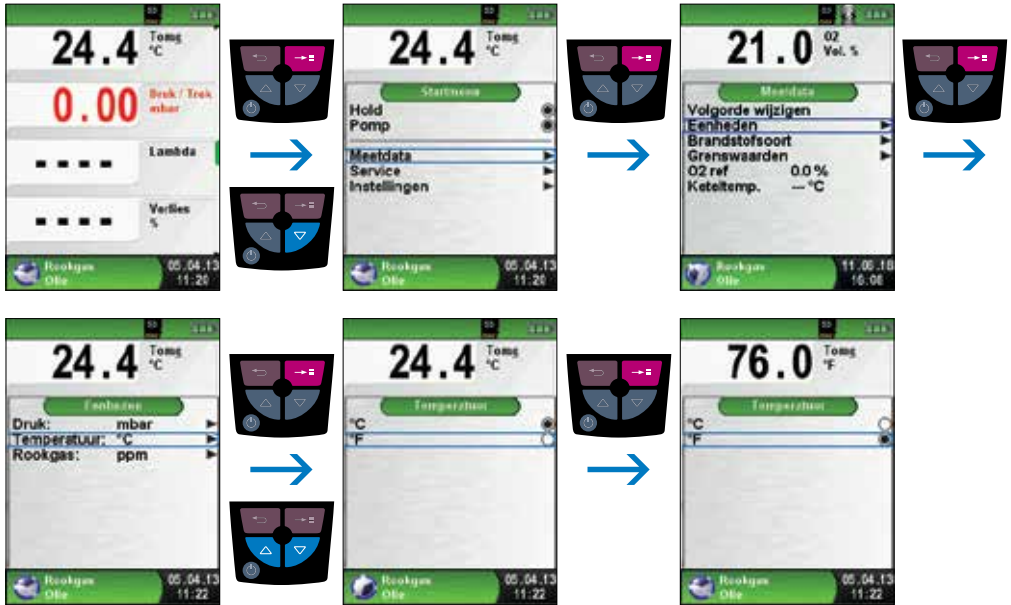 24.4 Tomg °C
0.00 Druk / Trek mbar
---- Lambda
---- Verlies %
Rookgas 05.04.13
Olie 11:20
24.4 Tomg °C
Startmenu
Hold
Pomp
Meetdata
Service
Instellingen
Rookgas 05.04.13
Olie 11:20
21.0 O2 Vol. %
Meetdata
Volgorde wijzigen
Eenheden
Brandstofsoort
Grenswaarden
O2 ref 0.0 %
Keteltemp. --- °C
Rookgas 11.08.16
Olie 16.08
24.4 Tomg °C
Eenheden
Druk: mbar
Temperatuur: °C
Rookgas: ppm
Rookgas 05.04.13
Olie 11:22
24.4 Tomg °C
Temperatuur
°C
°F
Rookgas 05.04.13
Olie 11:22
76.0 Tomg °F
Temperatuur
°C
°F
Rookgas 05.04.13
Olie 11:22